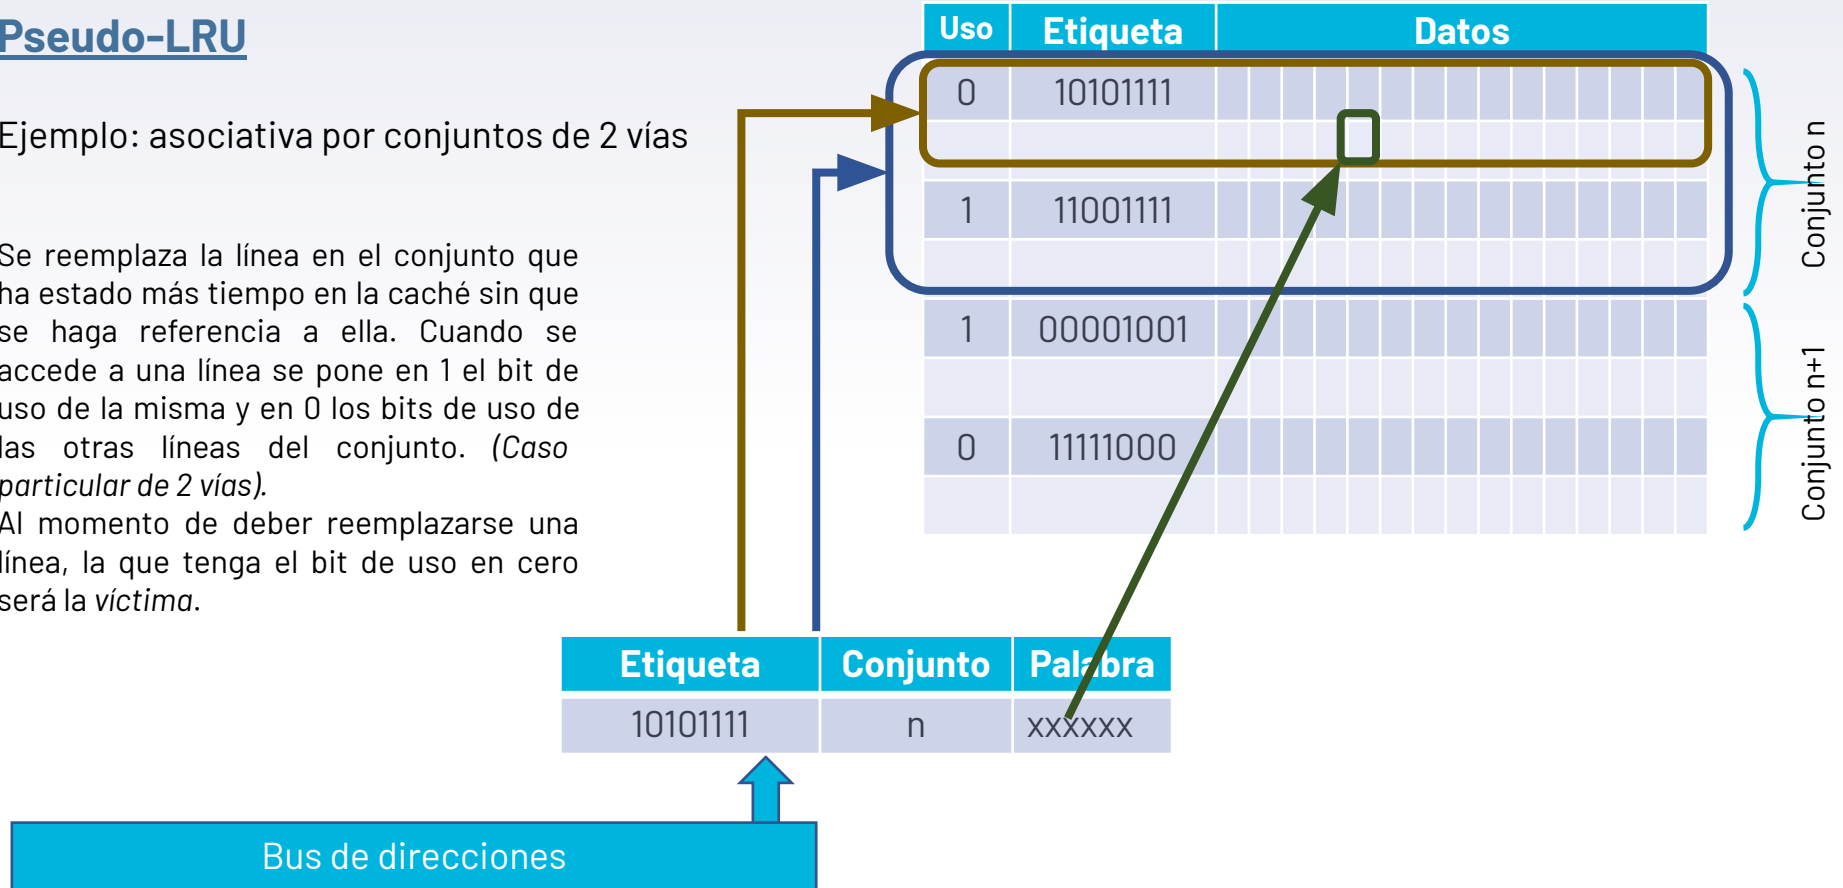 Pseudo-LRU
Ejemplo: asociativa por conjuntos de 2 vías
Se reemplaza la línea en el conjunto que
ha estado más tiempo en la caché sin que
se haga referencia a ella. Cuando se
accede a una línea se pone en 1 el bit de
uso de la misma y en 0 los bits de uso de
las otras líneas del conjunto. (Caso
particular de 2 vías).
Al momento de deber reemplazarse una
línea, la que tenga el bit de uso en cero
será la víctima.
Uso Etiqueta Datos
0 10101111
1 11001111
1 00001001
0 11111000
Conjunto n
Conjunto n+1
Etiqueta Conjunto Palabra
10101111 n xxxxxx
Bus de direcciones